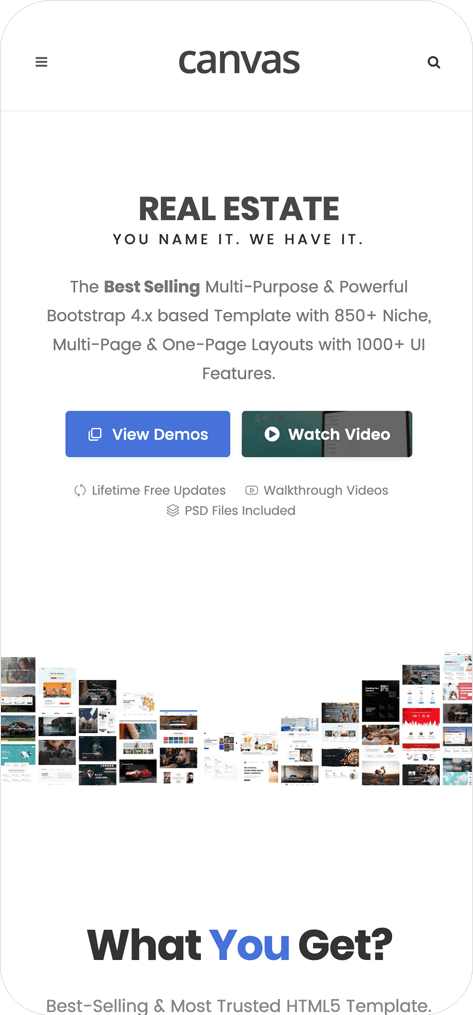 canvas
REAL ESTATE
YOU NAME IT. WE HAVE IT.
The Best Selling Multi-Purpose & Powerful
Bootstrap 4.x based Template with 850+ Niche,
Multi-Page & One-Page Layouts with 1000+ UI
Features.
View Demos
Watch Video
Lifetime Free Updates
Walkthrough Videos
PSD Files Included
What You Get?
Best-Selling & Most Trusted HTML5 Template.